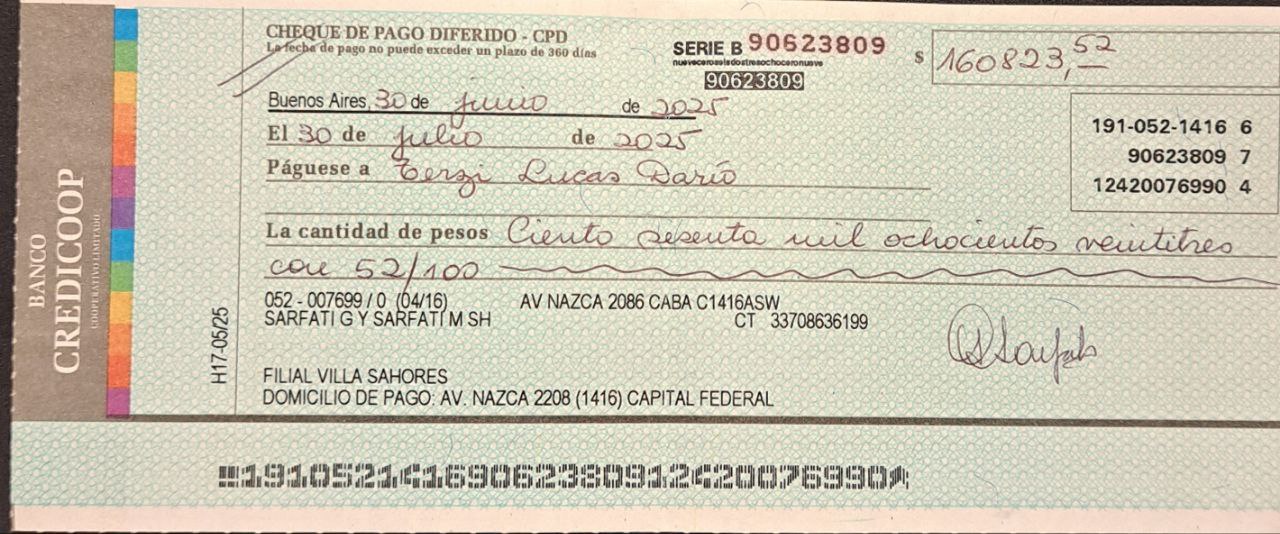 CHEQUE DE PAGO DIFERIDO - CPD
La fecha de pago no puede exceder un plazo de 360 días
SERIE B 90623809
nueveceroseisdostresochoceronueve
90623809
$ 160823,52
Buenos Aires, 30 de junio de 2025
El 30 de julio de 2025
Páguese a Terzi Lucas Darío
191-052-1416 6
90623809 7
12420076990 4
La cantidad de pesos Ciento sesenta mil ochocientos veintitres
con 52/100
052 - 007699 / 0 (04/16) AV NAZCA 2086 CABA C1416ASW
SARFATI G Y SARFATI M SH CT 33708636199
FILIAL VILLA SAHORES
DOMICILIO DE PAGO: AV. NAZCA 2208 (1416) CAPITAL FEDERAL
H17-05/25
BANCO
CREDICOOP
COOPERATIVO LIMITADO
191052141690623809124200769904